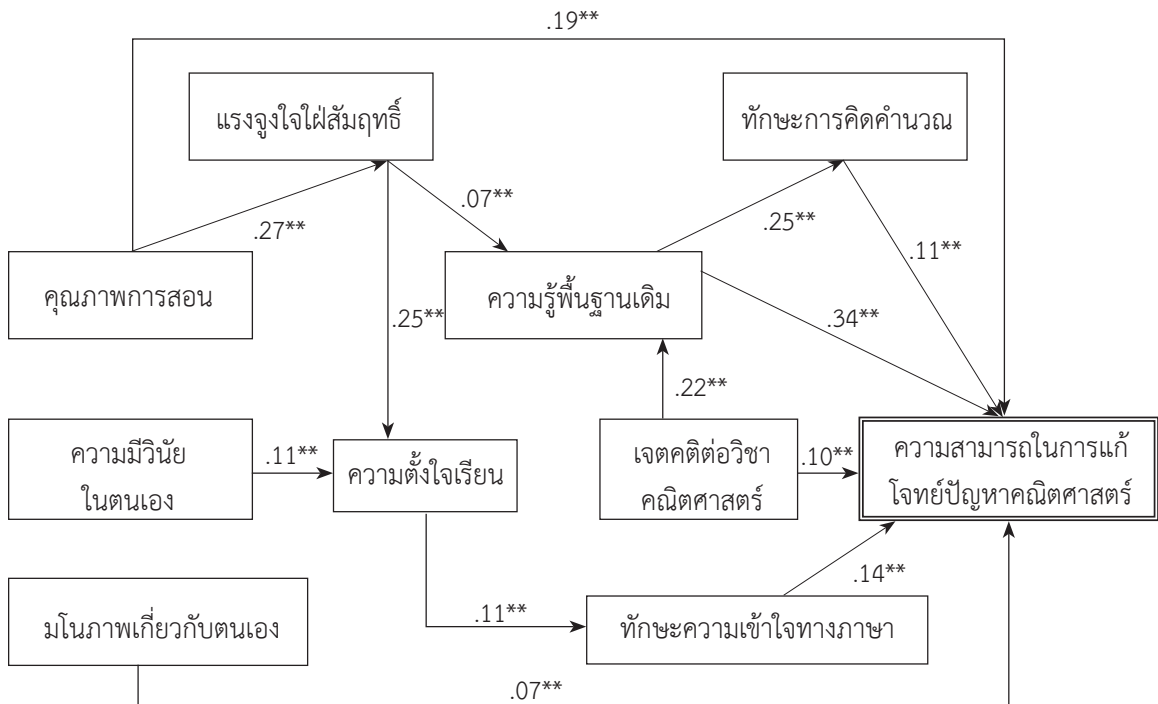 .19**
แรงจูงใจใฝ่สัมฤทธิ์
ทักษะการคิดคำนวณ
.07**
.27**
.25**
.11**
คุณภาพการสอน
ความรู้พื้นฐานเดิม
.25**
.34**
.22**
ความมีวินัย
ในตนเอง
.11**
ความตั้งใจเรียน
เจตคติต่อวิชา
คณิตศาสตร์
.10**
ความสามารถในการแก้
โจทย์ปัญหาคณิตศาสตร์
.14**
มโนภาพเกี่ยวกับตนเอง
.11**
ทักษะความเข้าใจทางภาษา
.07**